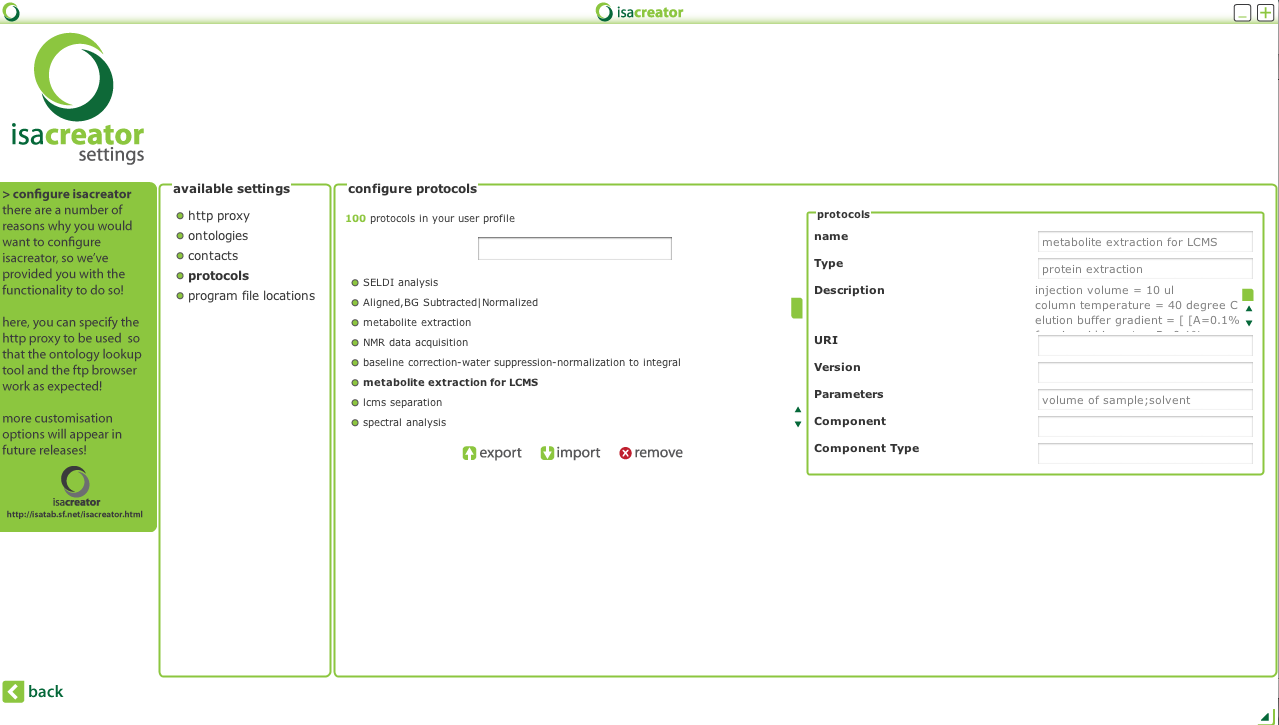 isacreator
isacreator
settings
> configure isacreator
there are a number of
reasons why you would
want to configure
isacreator, so we've
provided you with the
functionality to do so!
here, you can specify the
http proxy to be used so
that the ontology lookup
tool and the ftp browser
work as expected!
more customisation
options will appear in
future releases!
isacreator
http://isatab.sf.net/isacreator.html
available settings
http proxy
ontologies
contacts
protocols
program file locations
configure protocols
100 protocols in your user profile
SELDI analysis
Aligned,BG Subtracted|Normalized
metabolite extraction
NMR data acquisition
baseline correction-water suppression-normalization to integral
metabolite extraction for LCMS
lcms separation
spectral analysis
export import remove
protocols
name metabolite extraction for LCMS
Type protein extraction
Description injection volume = 10 ul
column temperature = 40 degree C
elution buffer gradient = [ [A=0.1%
URI
Version
Parameters volume of sample;solvent
Component
Component Type
back